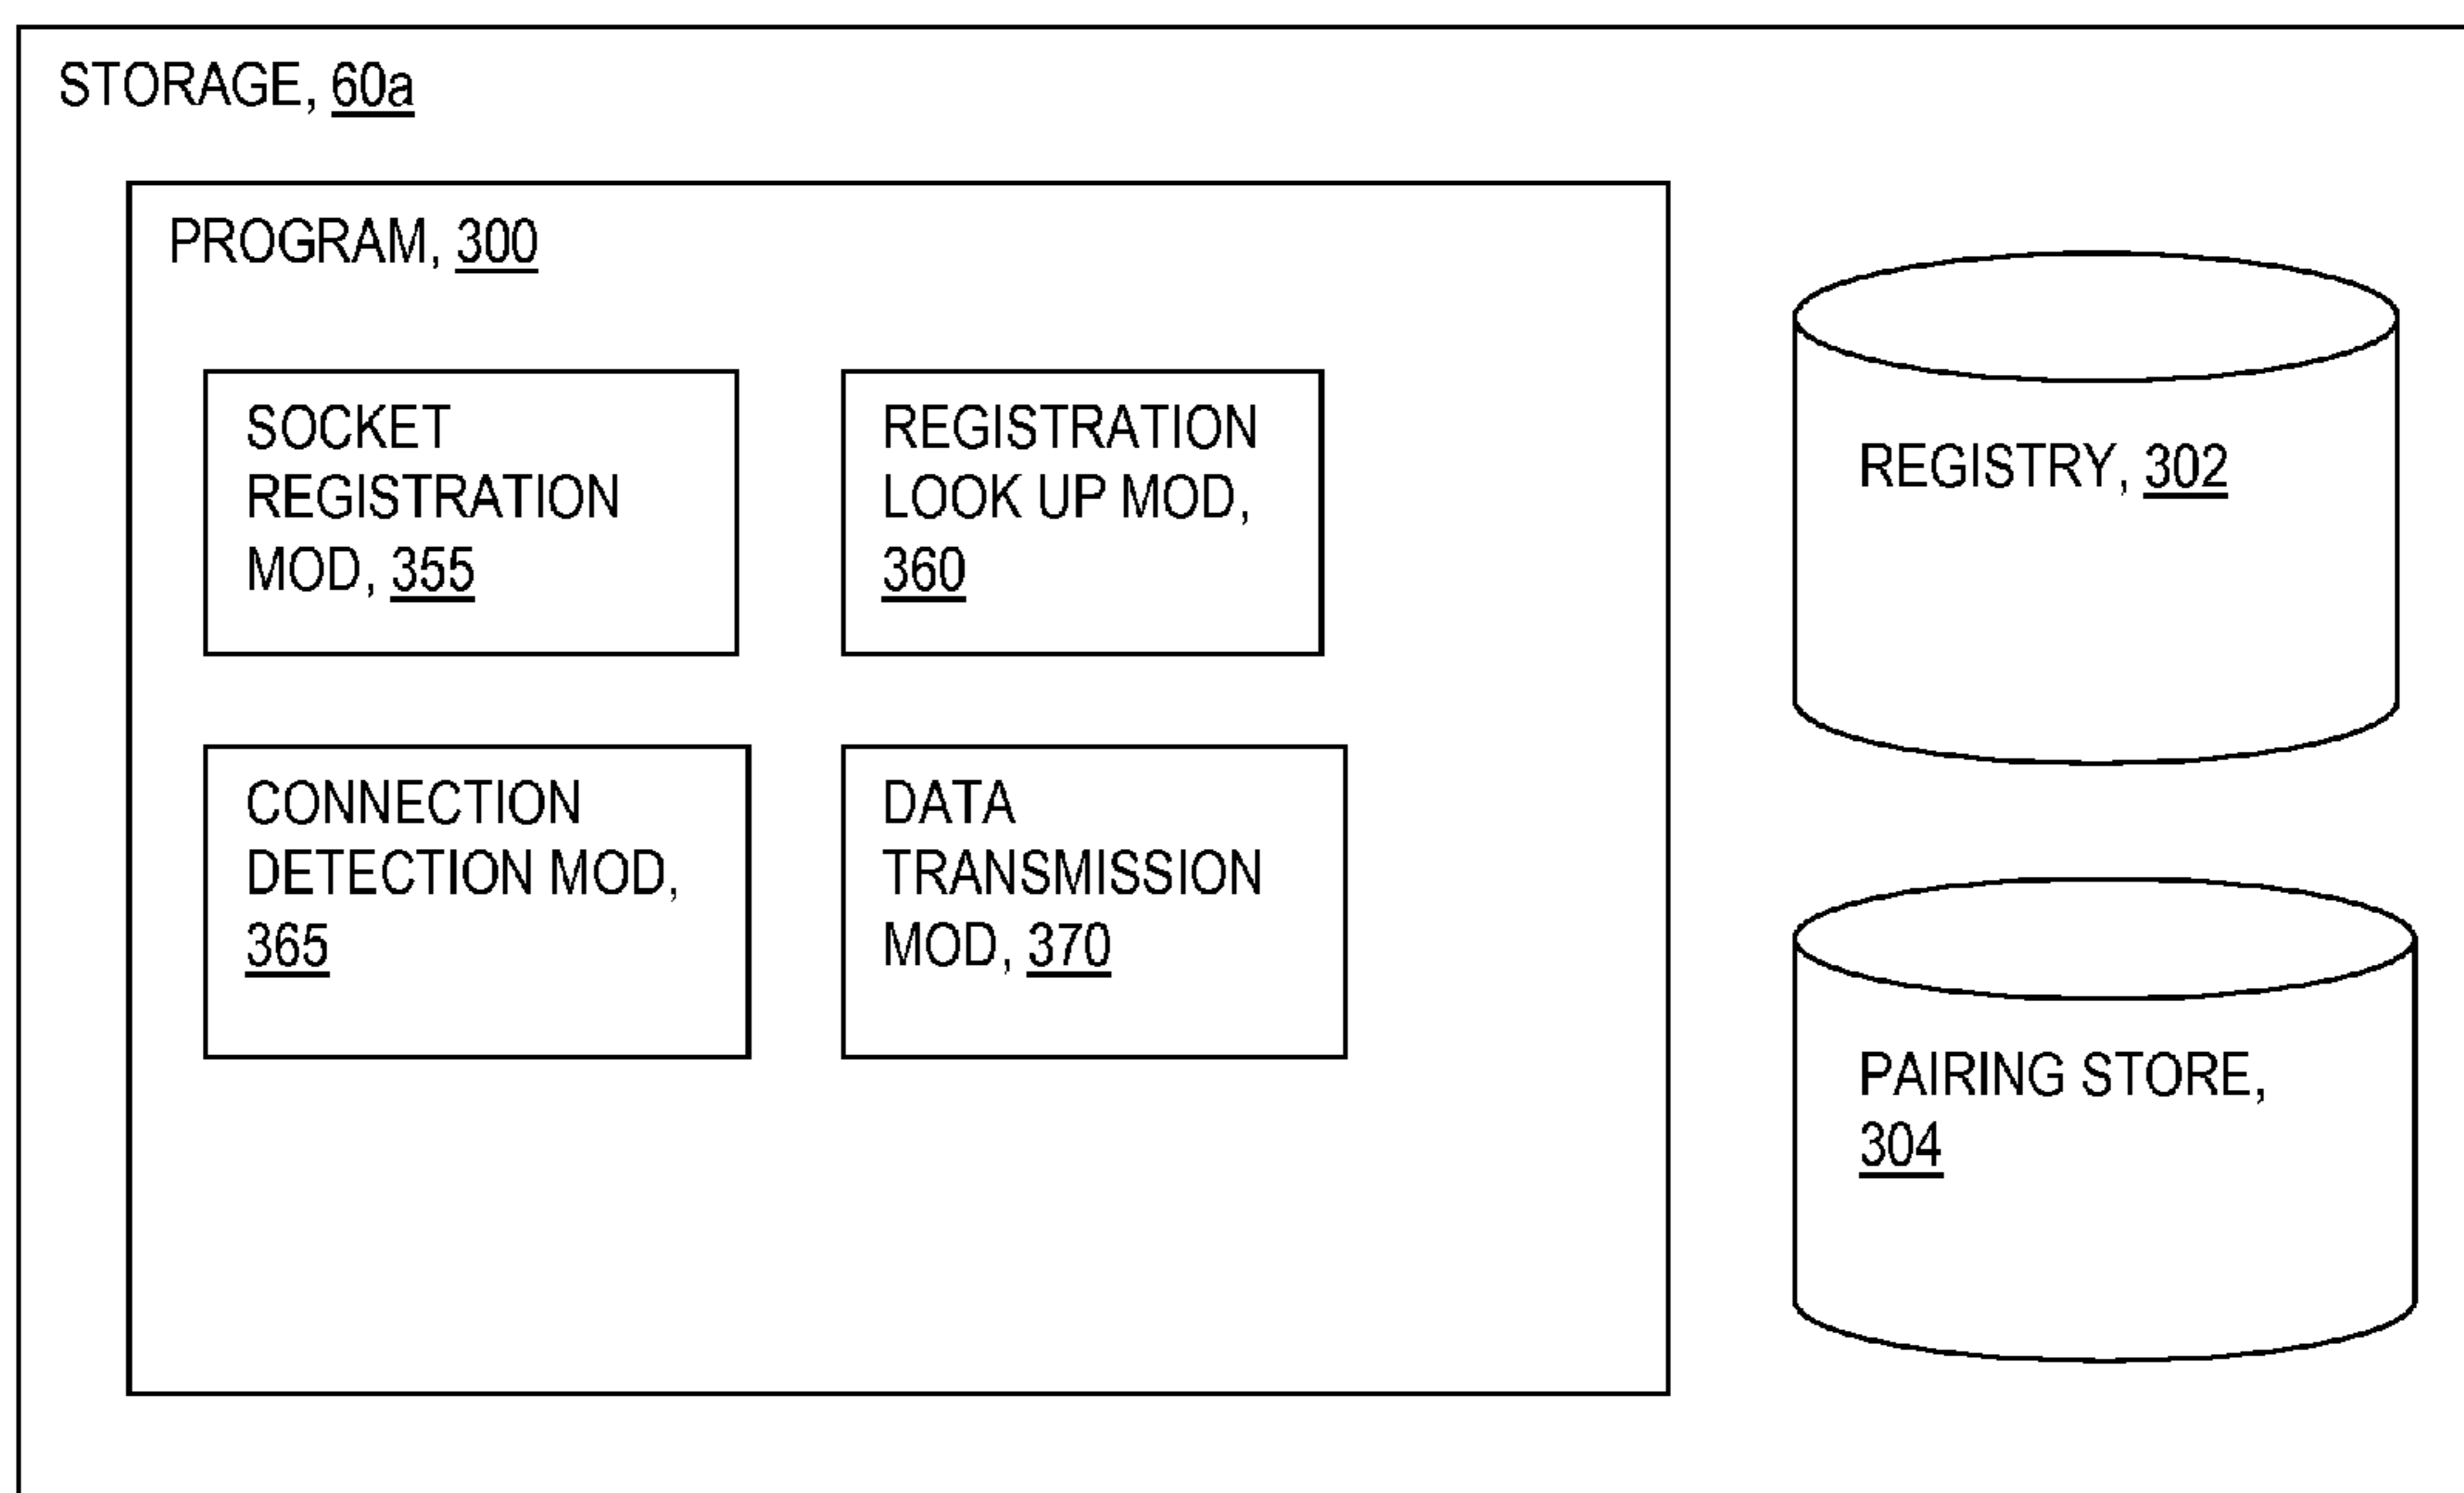 STORAGE, 60a
PROGRAM, 300
SOCKET
REGISTRATION
MOD, 355
REGISTRATION
LOOK UP MOD,
360
CONNECTION
DETECTION MOD,
365
DATA
TRANSMISSION
MOD, 370
REGISTRY, 302
PAIRING STORE,
304